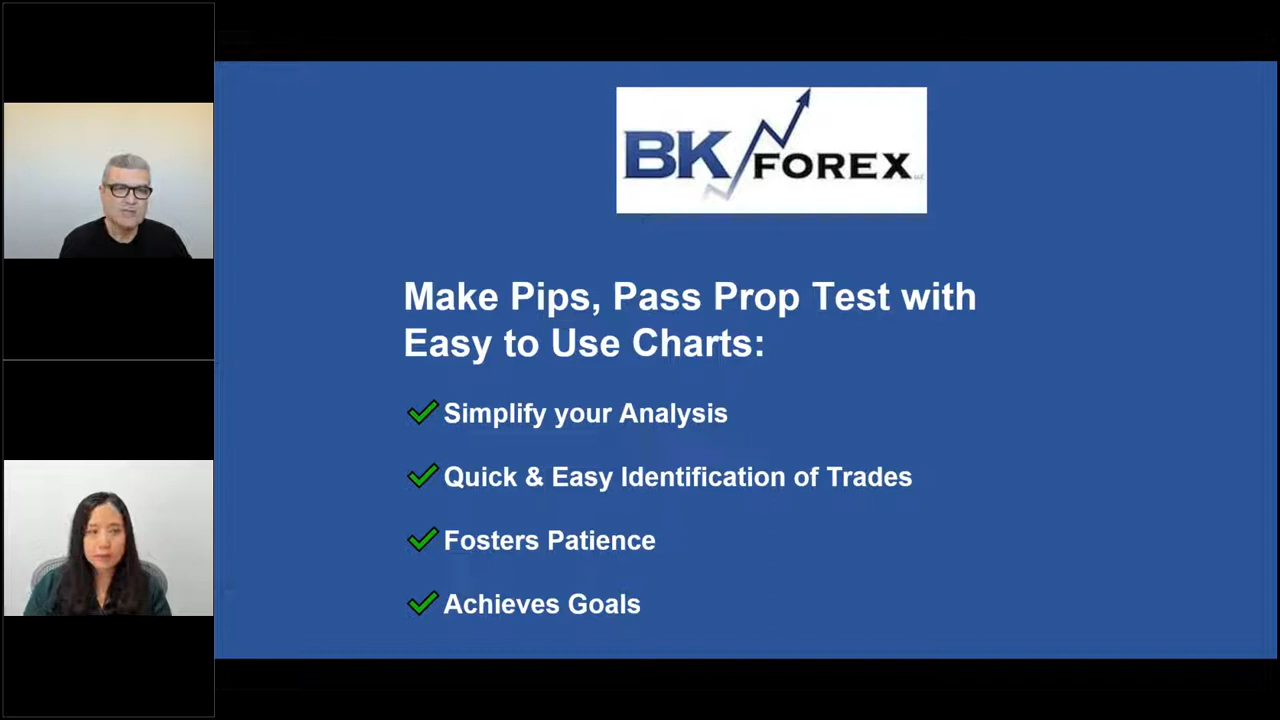 BK FOREX
Make Pips, Pass Prop Test with
Easy to Use Charts:
Simplify your Analysis
Quick & Easy Identification of Trades
Fosters Patience
Achieves Goals